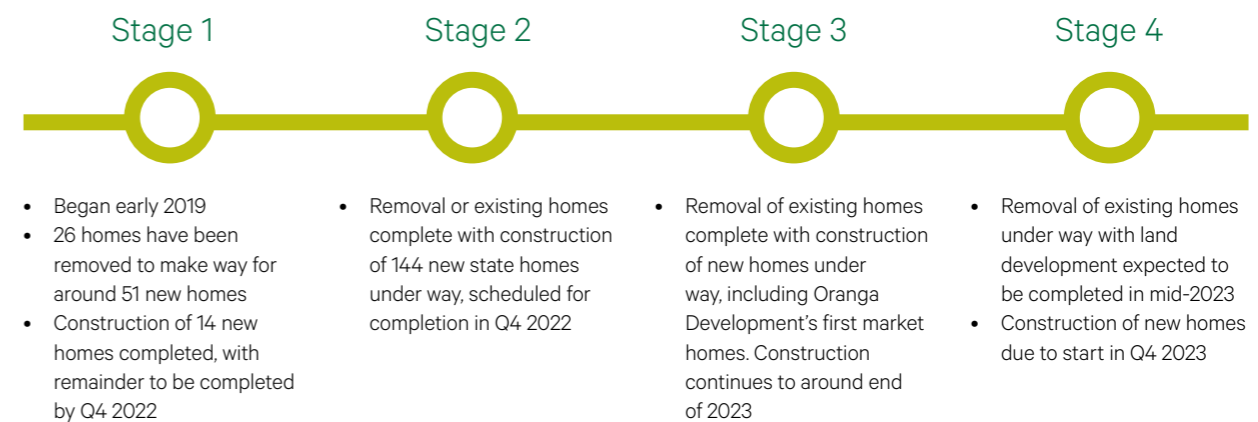 Stage 1
• Began early 2019
• 26 homes have been
removed to make way for
around 51 new homes
• Construction of 14 new
homes completed, with
remainder to be completed
by Q4 2022
Stage 2
• Removal or existing homes
complete with construction
of 144 new state homes
under way, scheduled for
completion in Q4 2022
Stage 3
• Removal of existing homes
complete with construction
of new homes under
way, including Oranga
Development’s first market
homes. Construction
continues to around end
of 2023
Stage 4
• Removal of existing homes
under way with land
development expected to
be completed in mid-2023
• Construction of new homes
due to start in Q4 2023